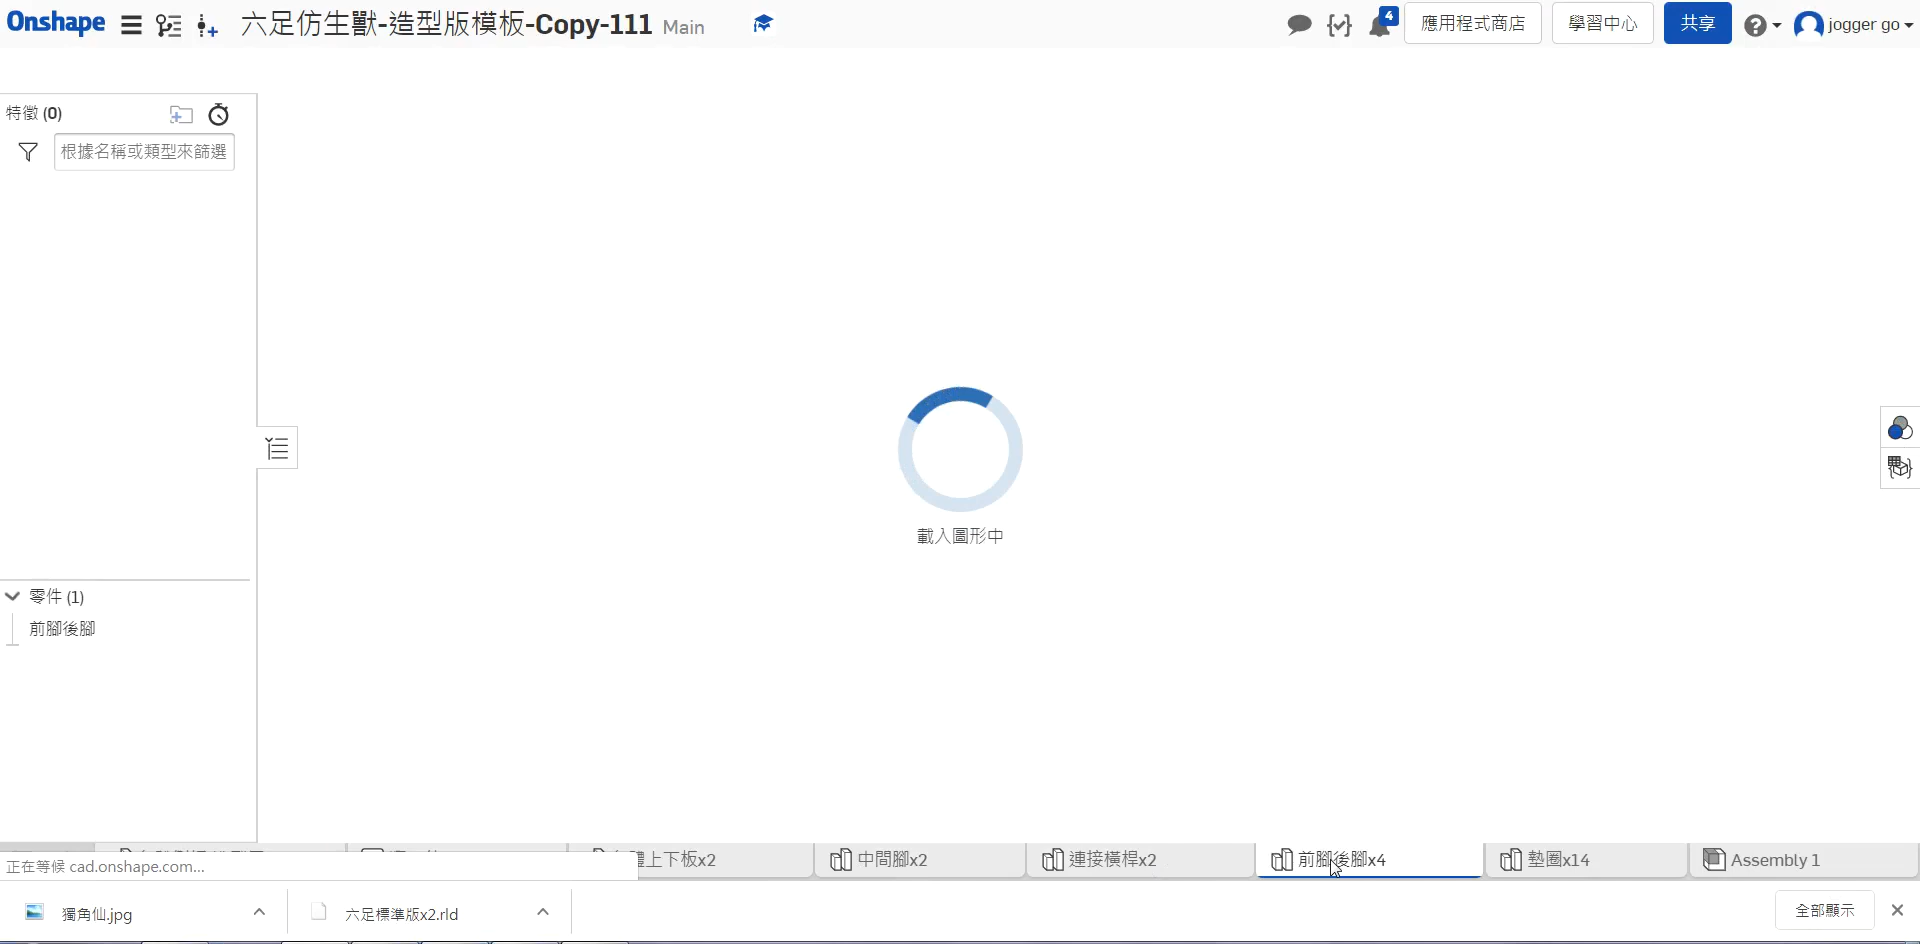 Onshape 六足仿生獸-造型版模板-Copy-111 Main 4 應用程式商店 學習中心 共享 jogger go
特徵 (0)
根據名稱或類型來篩選
載入圖形中
零件 (1)
前腳後腳
正在等候 cad.onshape.com...
體上下板x2 中間腳x2 連接橫桿x2 前腳後腳x4 墊圈x14 Assembly 1
獨角仙.jpg 六足標準版x2.rld 全部顯示